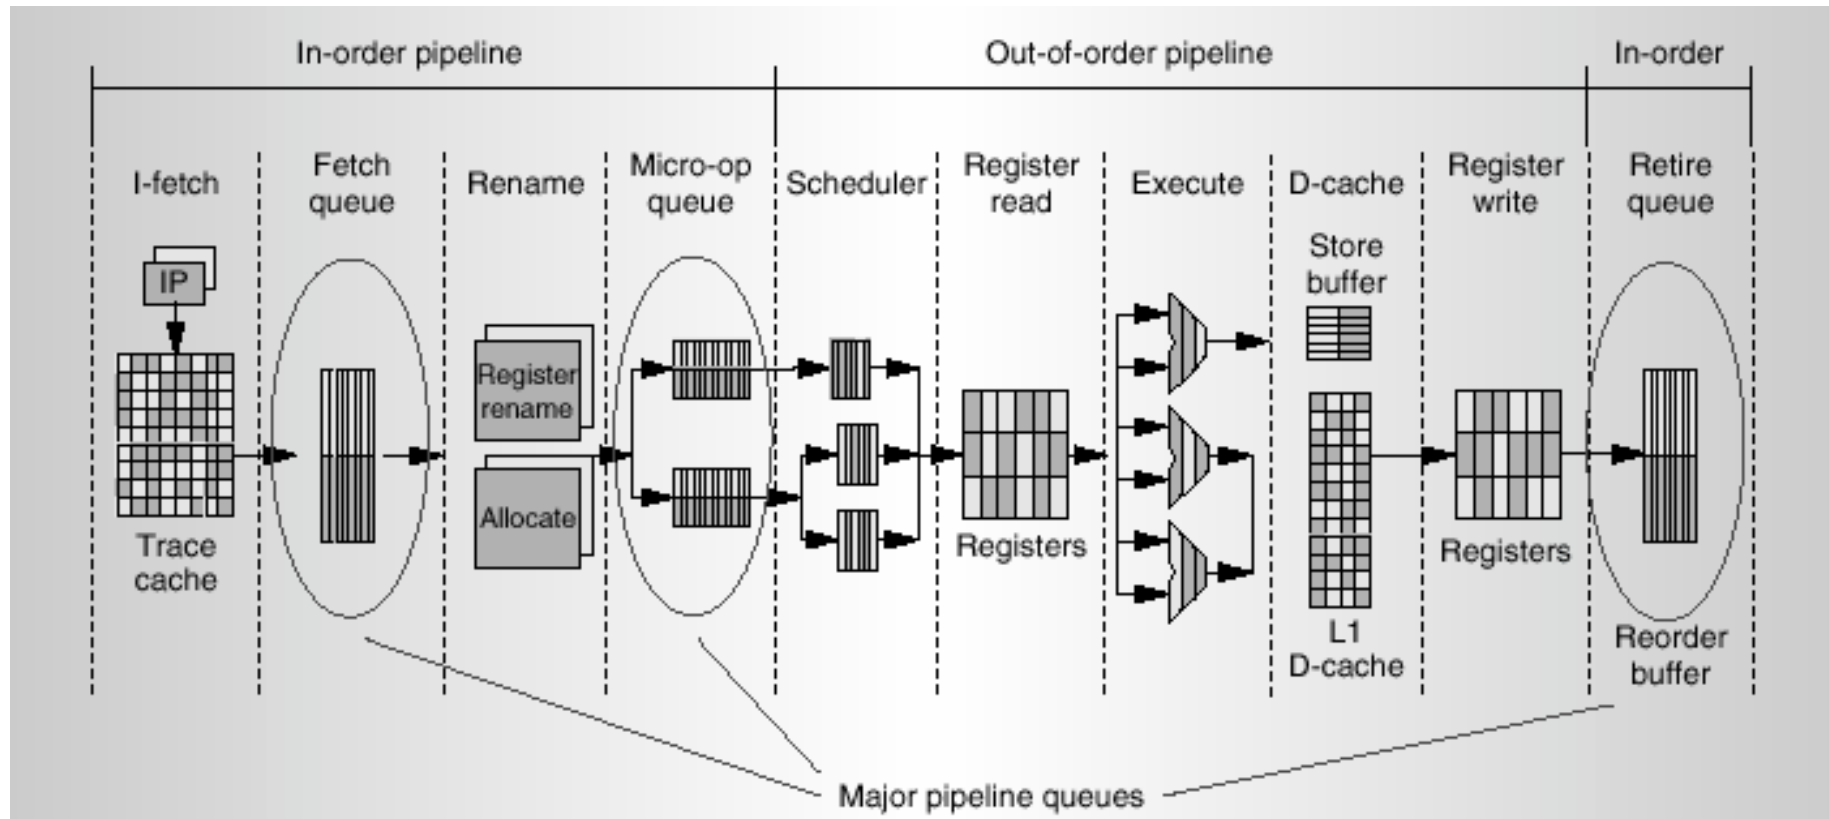 In-order pipeline
Out-of-order pipeline
In-order
I-fetch
Fetch
queue
Rename
Micro-op
queue
Scheduler
Register
read
Execute
D-cache
Register
write
Retire
queue
IP
Trace
cache
Register
rename
Allocate
Registers
Store
buffer
L1
D-cache
Registers
Reorder
buffer
Major pipeline queues